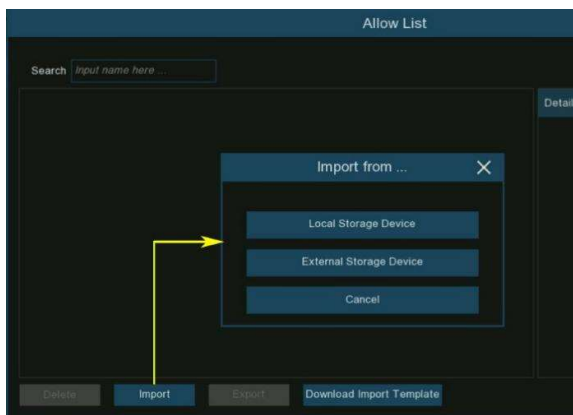 Allow List
Search Input name here ...
Detail
Import from ...
Local Storage Device
External Storage Device
Cancel
Delete Import Export Download Import Template